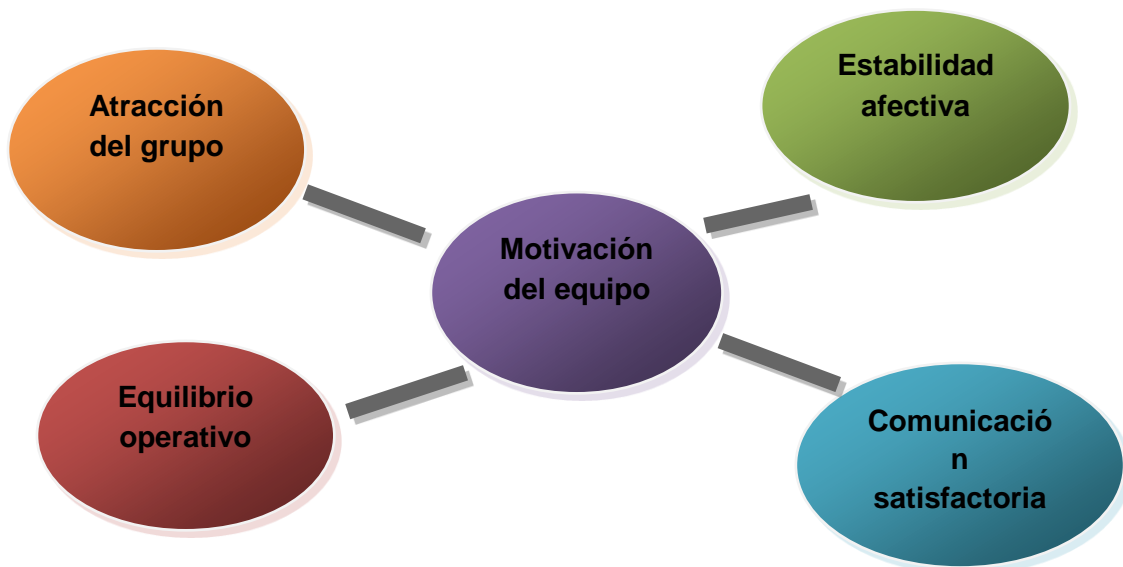 Atracción
del grupo
Estabilidad
afectiva
Motivación
del equipo
Equilibrio
operativo
Comunicació
n
satisfactoria